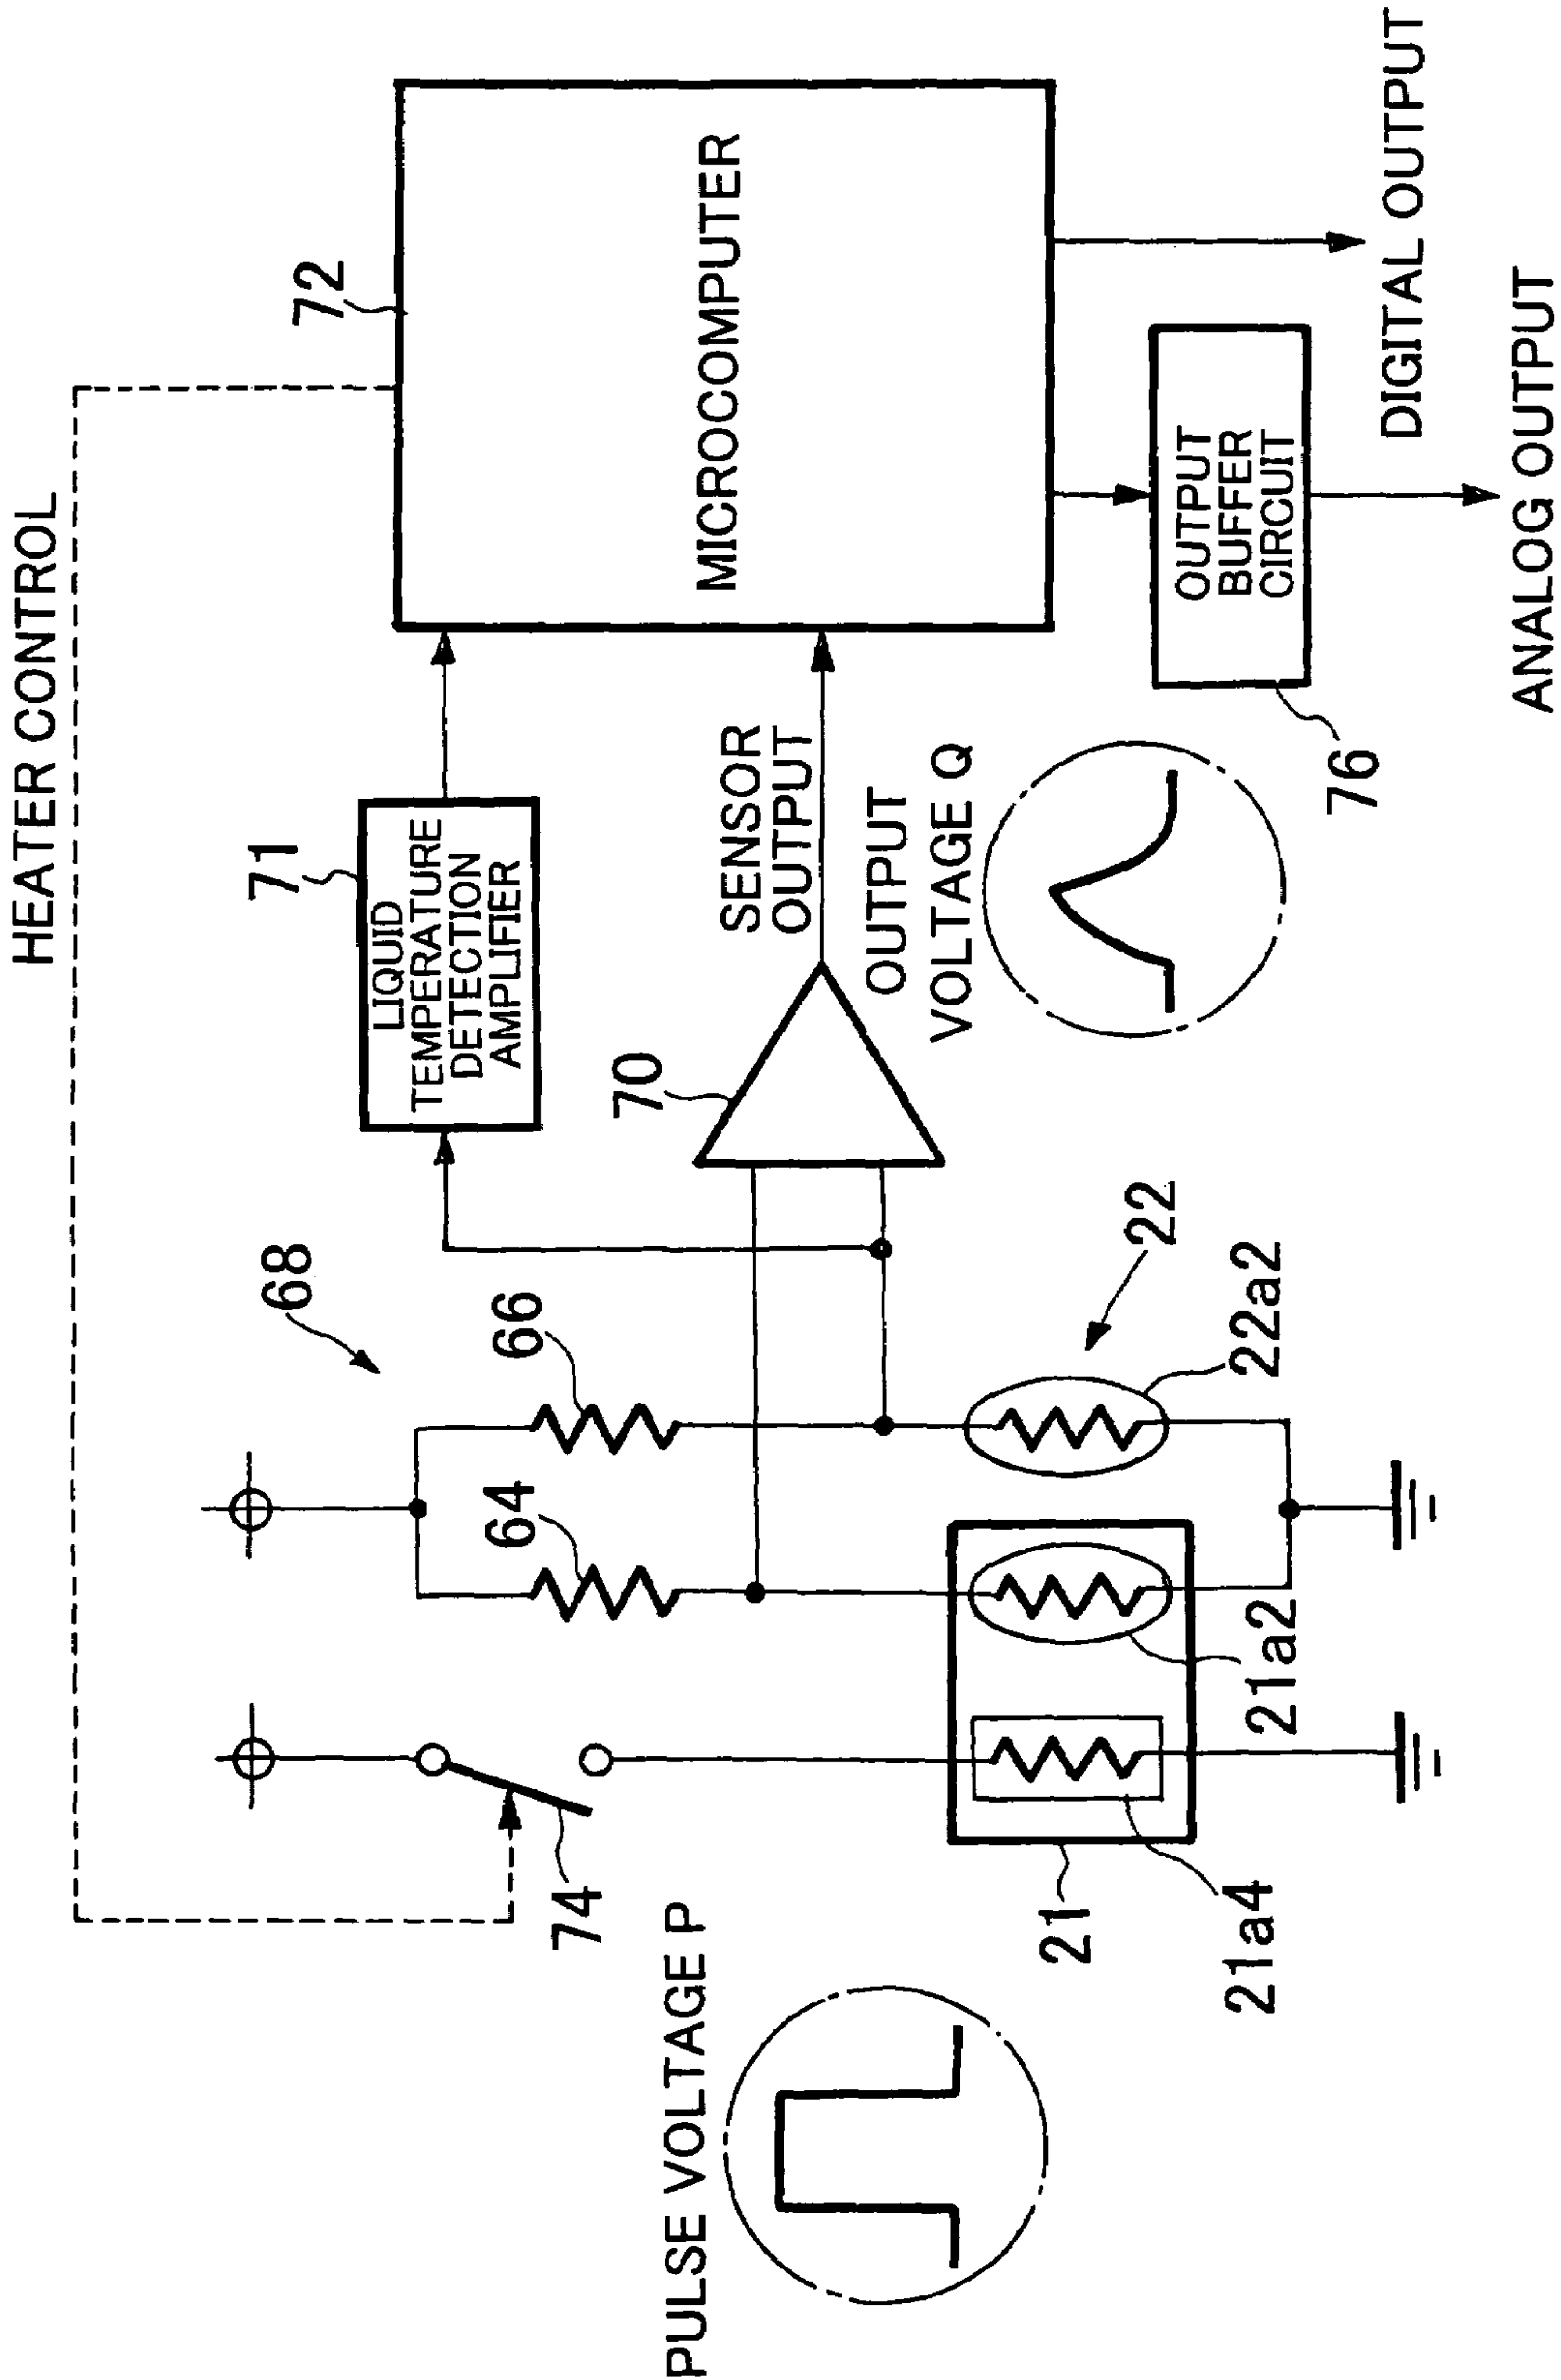 HEATER CONTROL
72
71
LIQUID
TEMPERATURE
DETECTION
AMPLIFIER
MICROCOMPUTER
68
66
64
70
SENSOR
OUTPUT
OUTPUT
VOLTAGE Q
74
PULSE VOLTAGE P
22
22a2
21a2
21
21a4
OUTPUT
BUFFER
CIRCUIT
76
DIGITAL OUTPUT
ANALOG OUTPUT